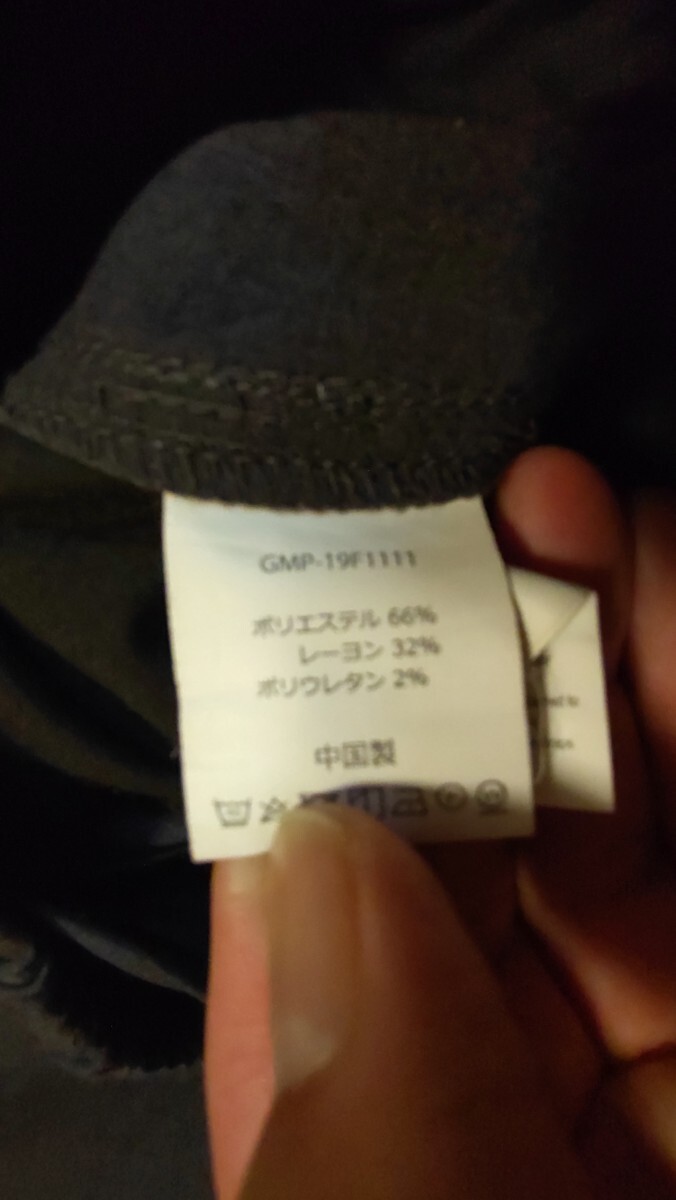 GMP-19F1111
ポリエステル 66%
レーヨン 32%
ポリウレタン 2%
中国製